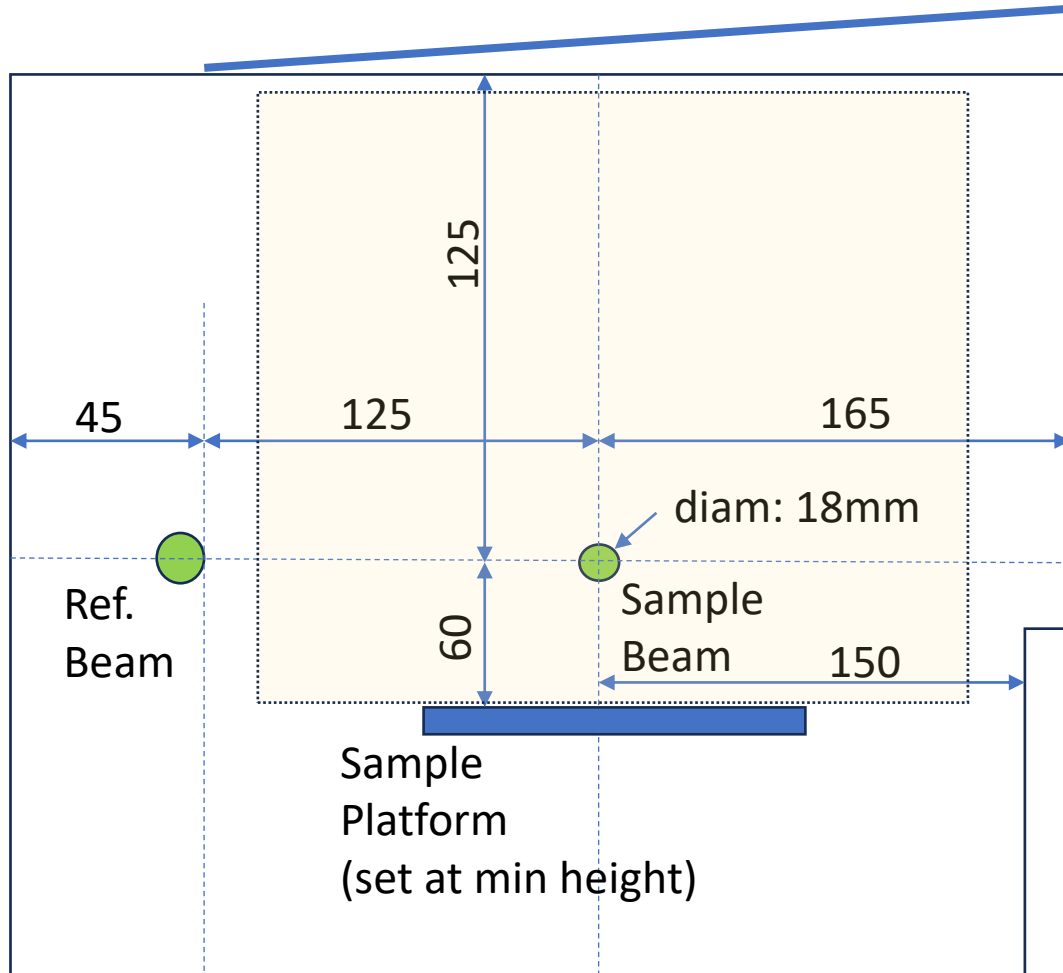 125
45
125
165
diam: 18mm
Ref.
Beam
60
Sample
Beam
150
Sample
Platform
(set at min height)